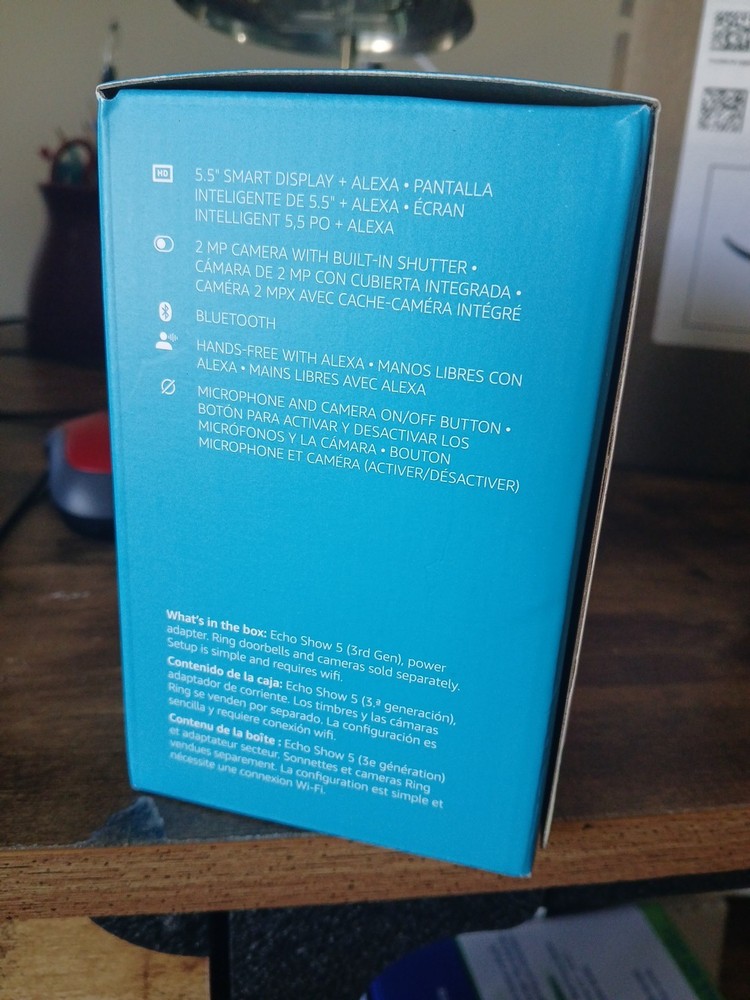 HD
5.5" SMART DISPLAY + ALEXA • PANTALLA
INTELIGENTE DE 5.5" + ALEXA • ÉCRAN
INTELLIGENT 5,5 PO + ALEXA
2 MP CAMERA WITH BUILT-IN SHUTTER •
CÁMARA DE 2 MP CON CUBIERTA INTEGRADA •
CAMÉRA 2 MPX AVEC CACHE-CAMÉRA INTÉGRÉ
BLUETOOTH
HANDS-FREE WITH ALEXA • MANOS LIBRES CON
ALEXA • MAINS LIBRES AVEC ALEXA
MICROPHONE AND CAMERA ON/OFF BUTTON •
BOTÓN PARA ACTIVAR Y DESACTIVAR LOS
MICRÓFONOS Y LA CÁMARA • BOUTON
MICROPHONE ET CAMÉRA (ACTIVER/DÉSACTIVER)
What's in the box: Echo Show 5 (3rd Gen), power
adapter. Ring doorbells and cameras sold separately.
Setup is simple and requires wifi.
Contenido de la caja: Echo Show 5 (3.ª generación),
adaptador de corriente. Los timbres y las cámaras
Ring se venden por separado. La configuración es
sencilla y requiere conexión wifi.
Contenu de la boîte : Echo Show 5 (3e génération)
et adaptateur secteur. Sonnettes et cameras Ring
vendues separement. La configuration est simple et
nécessite une connexion Wi-Fi.